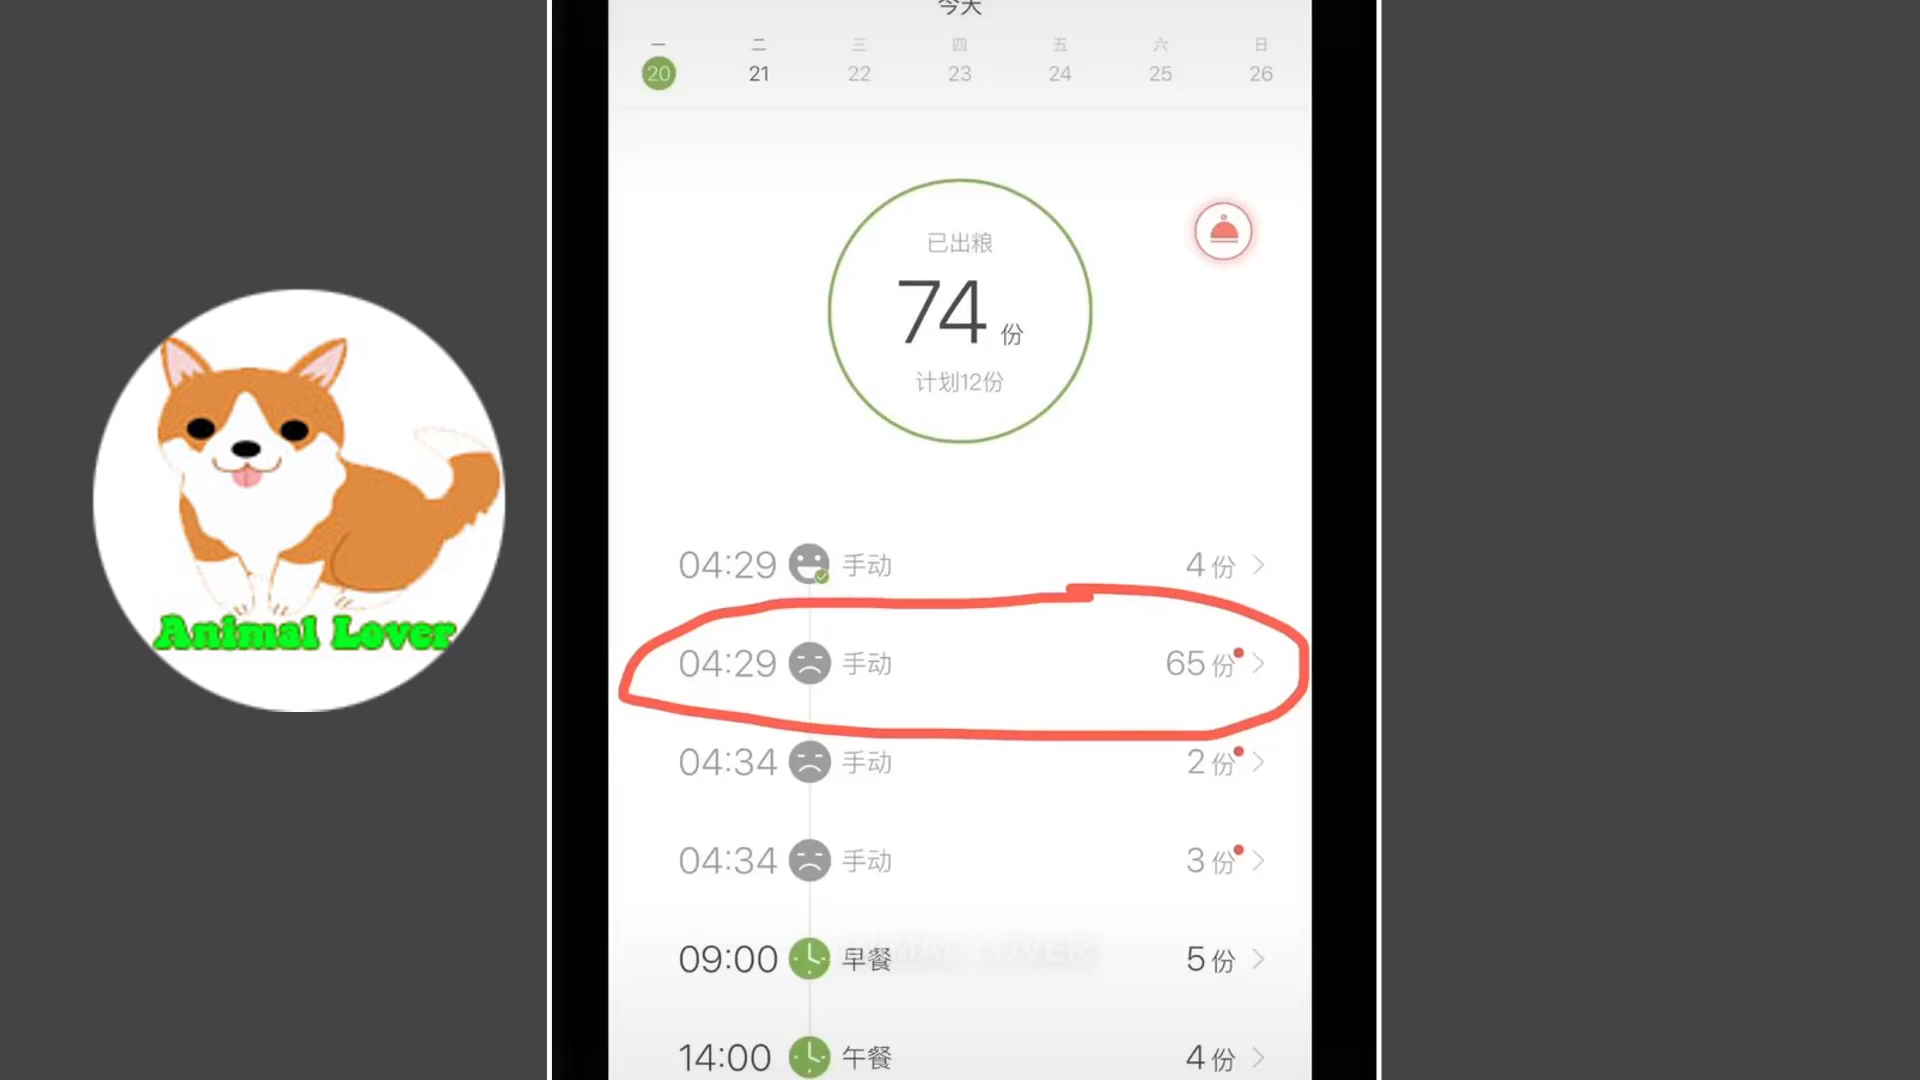 今天
一 二 三 四 五 六 日
20 21 22 23 24 25 26
已出粮
74 份
计划12份
04:29 手动 4份
Animal Lover
04:29 手动 65份
04:34 手动 2份
04:34 手动 3份
09:00 早餐 5份
14:00 午餐 4份